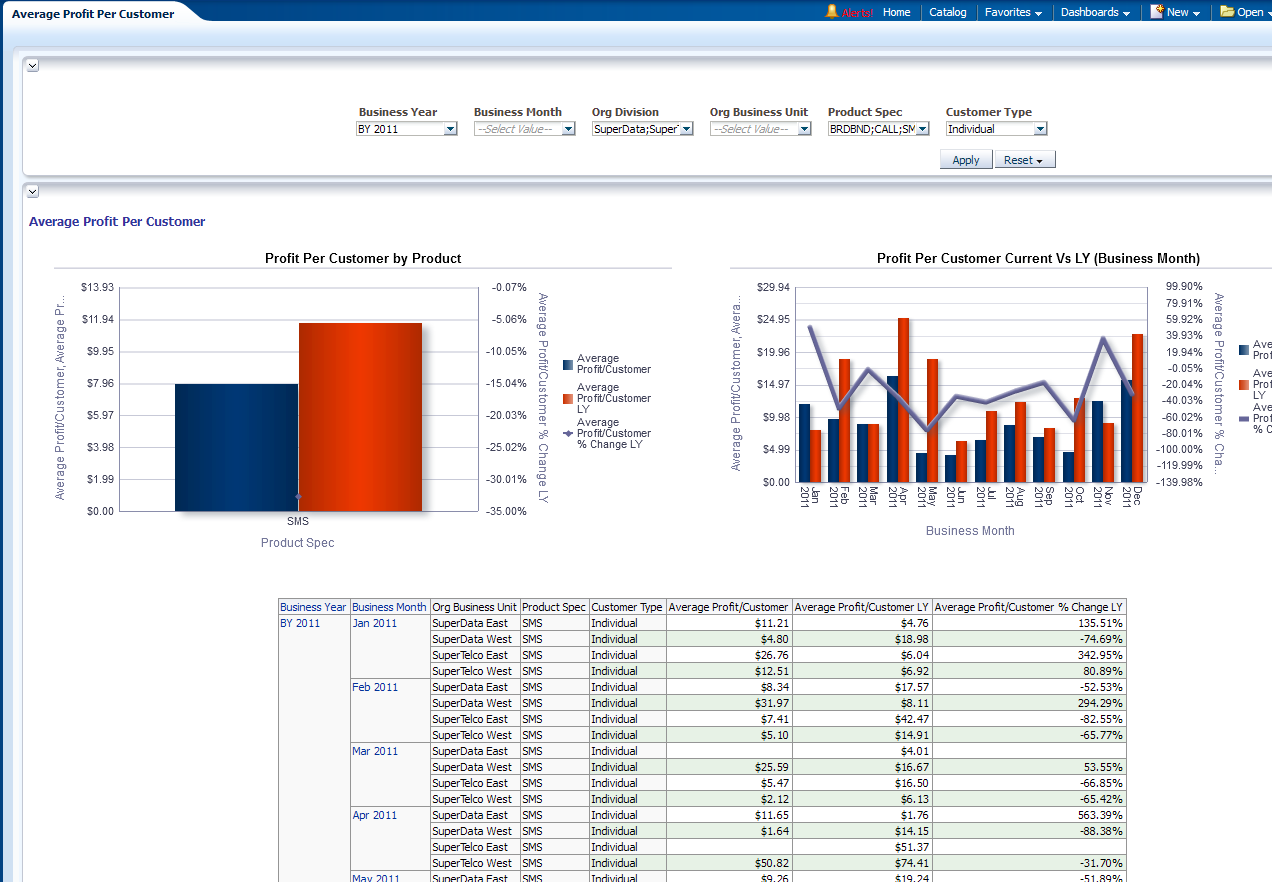 Average Profit Per Customer
Alerts! Home Catalog Favorites Dashboards New Open
Business Year Business Month Org Division Org Business Unit Product Spec Customer Type
BY 2011 --Select Value-- SuperData;SuperT --Select Value-- BRDBND;CALL;SM Individual
Apply Reset
Average Profit Per Customer
Profit Per Customer by Product
Average Profit/Customer,Average Pr...
$13.93
$11.94
$9.95
$7.96
$5.97
$3.98
$1.99
$0.00
SMS
Product Spec
-0.07%
-5.06%
-10.05%
-15.04%
-20.03%
-25.02%
-30.01%
-35.00%
Average Profit/Customer % Change LY
Average
Profit/Customer
Average
Profit/Customer
LY
Average
Profit/Customer
% Change LY
Profit Per Customer Current Vs LY (Business Month)
Average Profit/Customer,Avera...
$29.94
$24.95
$19.96
$14.97
$9.98
$4.99
$0.00
Jan 2011
Feb 2011
Mar 2011
Apr 2011
May 2011
Jun 2011
Jul 2011
Aug 2011
Sep 2011
Oct 2011
Nov 2011
Dec 2011
Business Month
99.90%
79.91%
59.92%
39.93%
19.94%
-0.05%
-20.04%
-40.03%
-60.02%
-80.01%
-100.00%
-119.99%
-139.98%
Average Profit/Customer % Cha...
Ave
Prof
Ave
Prof
LY
Ave
Prof
% C
Business Year Business Month Org Business Unit Product Spec Customer Type Average Profit/Customer Average Profit/Customer LY Average Profit/Customer % Change LY
BY 2011 Jan 2011 SuperData East SMS Individual $11.21 $4.76 135.51%
SuperData West SMS Individual $4.80 $18.98 -74.69%
SuperTelco East SMS Individual $26.76 $6.04 342.95%
SuperTelco West SMS Individual $12.51 $6.92 80.89%
Feb 2011 SuperData East SMS Individual $8.34 $17.57 -52.53%
SuperData West SMS Individual $31.97 $8.11 294.29%
SuperTelco East SMS Individual $7.41 $42.47 -82.55%
SuperTelco West SMS Individual $5.10 $14.91 -65.77%
Mar 2011 SuperData East SMS Individual $4.01
SuperData West SMS Individual $25.59 $16.67 53.55%
SuperTelco East SMS Individual $5.47 $16.50 -66.85%
SuperTelco West SMS Individual $2.12 $6.13 -65.42%
Apr 2011 SuperData East SMS Individual $11.65 $1.76 563.39%
SuperData West SMS Individual $1.64 $14.15 -88.38%
SuperTelco East SMS Individual $51.37
SuperTelco West SMS Individual $50.82 $74.41 -31.70%
May 2011 SuperData East SMS Individual $9.26 $19.24 -51.89%